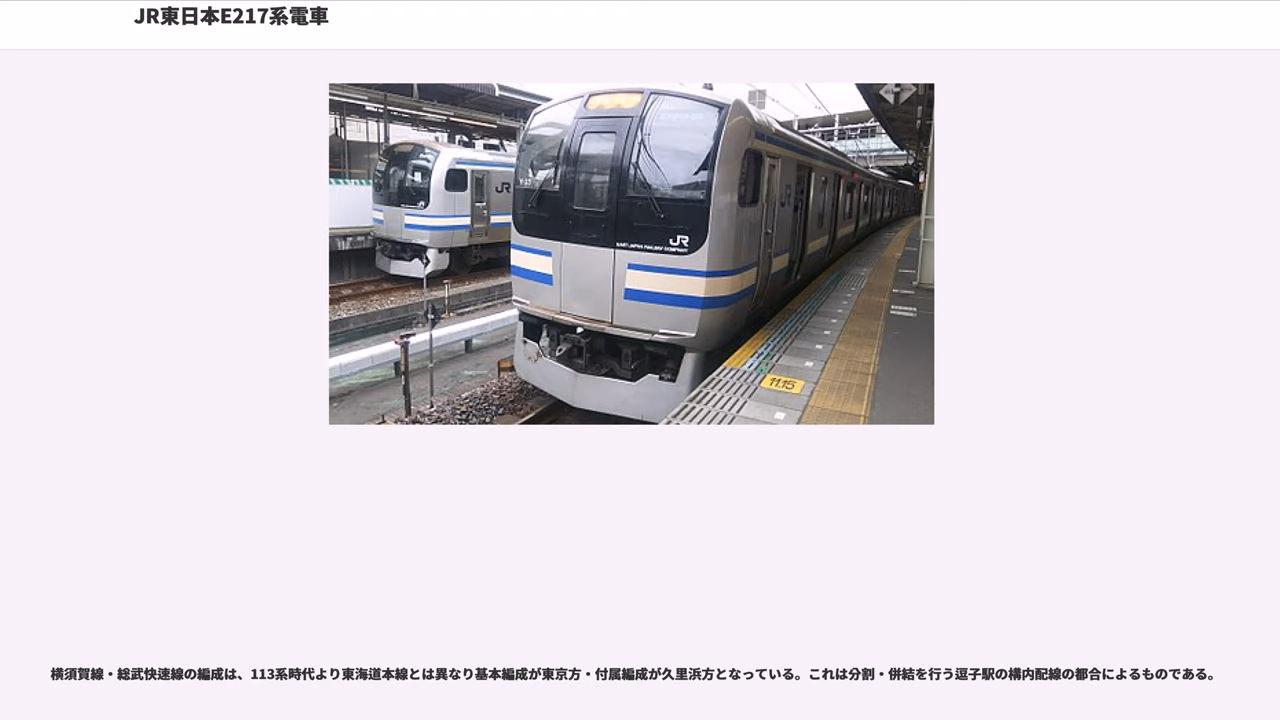 JR東日本E217系電車
JR
Y-23
JR
EAST JAPAN RAILWAY COMPANY
11,15
横須賀線・総武快速線の編成は、113系時代より東海道本線とは異なり基本編成が東京方・付属編成が久里浜方となっている。これは分割・併結を行う逗子駅の構内配線の都合によるものである。